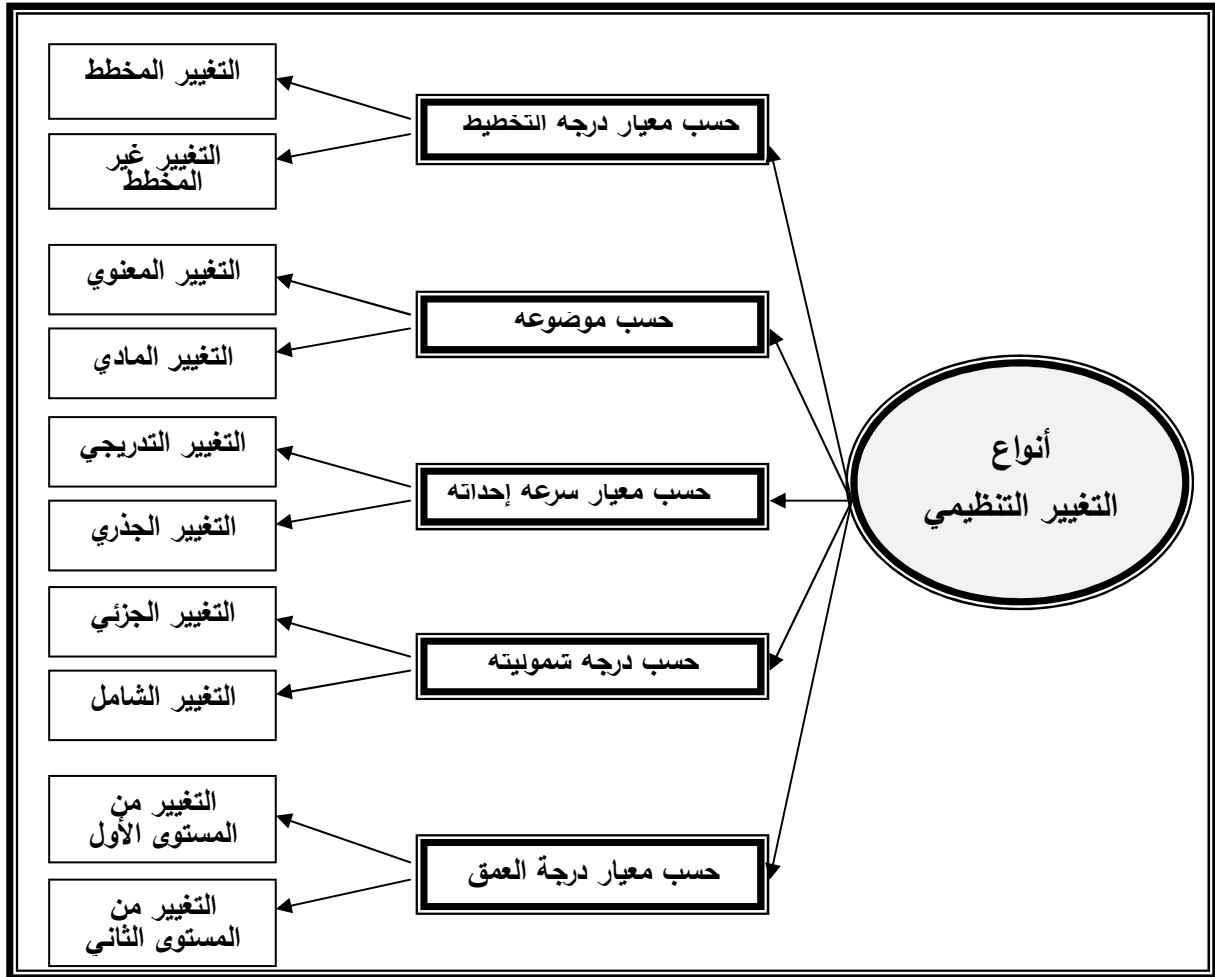 أنواع
التغيير التنظيمي
حسب معيار درجه التخطيط
التغيير المخطط
التغيير غير
المخطط
حسب موضوعه
التغيير المعنوي
التغيير المادي
حسب معيار سرعه إحداثه
التغيير التدريجي
التغيير الجذري
حسب درجه شموليته
التغيير الجزئي
التغيير الشامل
حسب معيار درجة العمق
التغيير من
المستوى الأول
التغيير من
المستوى الثاني